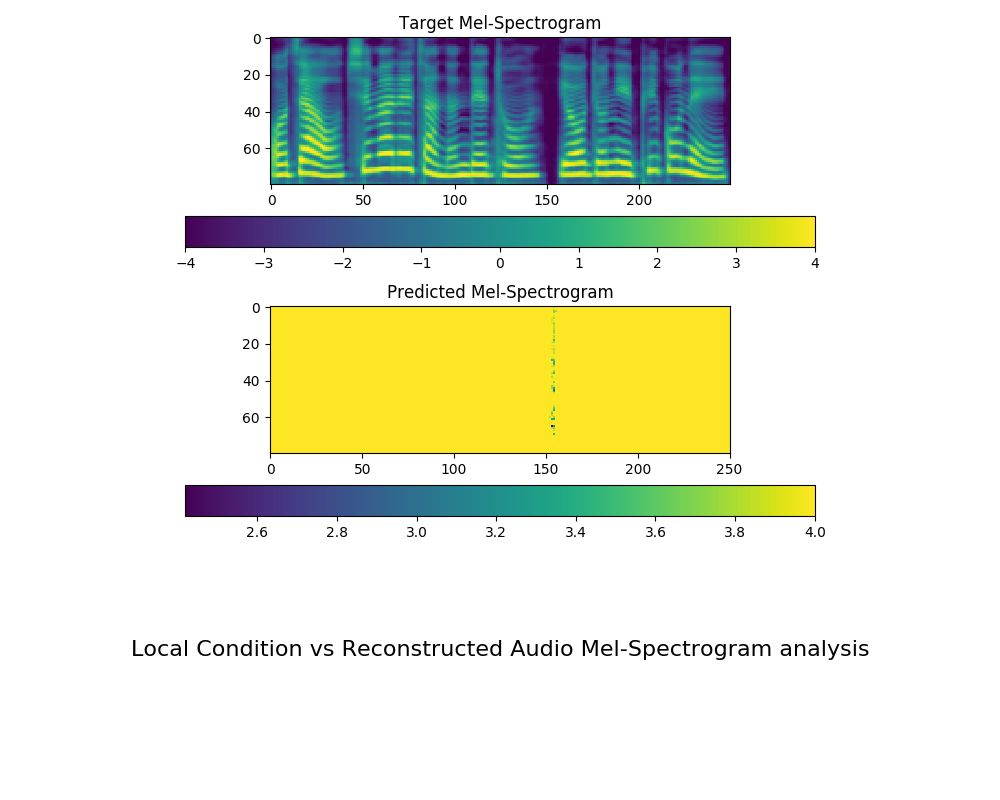 Target Mel-Spectrogram
0
20
40
60
0 50 100 150 200
−4 −3 −2 −1 0 1 2 3 4
Predicted Mel-Spectrogram
0
20
40
60
0 50 100 150 200 250
2.6 2.8 3.0 3.2 3.4 3.6 3.8 4.0
Local Condition vs Reconstructed Audio Mel-Spectrogram analysis